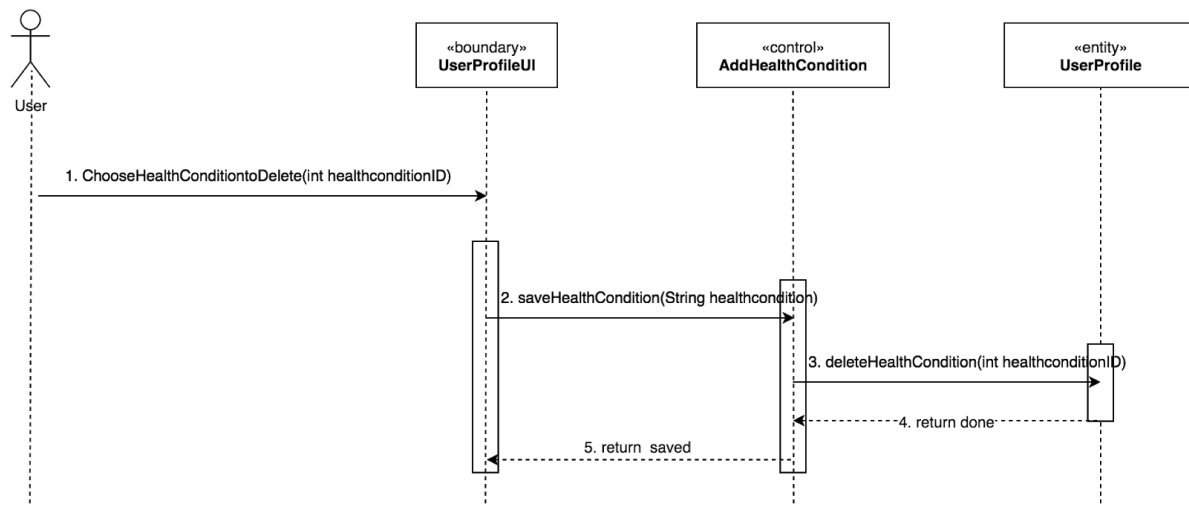 «boundary»
UserProfileUI
«control»
AddHealthCondition
«entity»
UserProfile
User
1. ChooseHealthConditiontoDelete(int healthconditionID)
2. saveHealthCondition(String healthcondition)
3. deleteHealthCondition(int healthconditionID)
4. return done
5. return saved